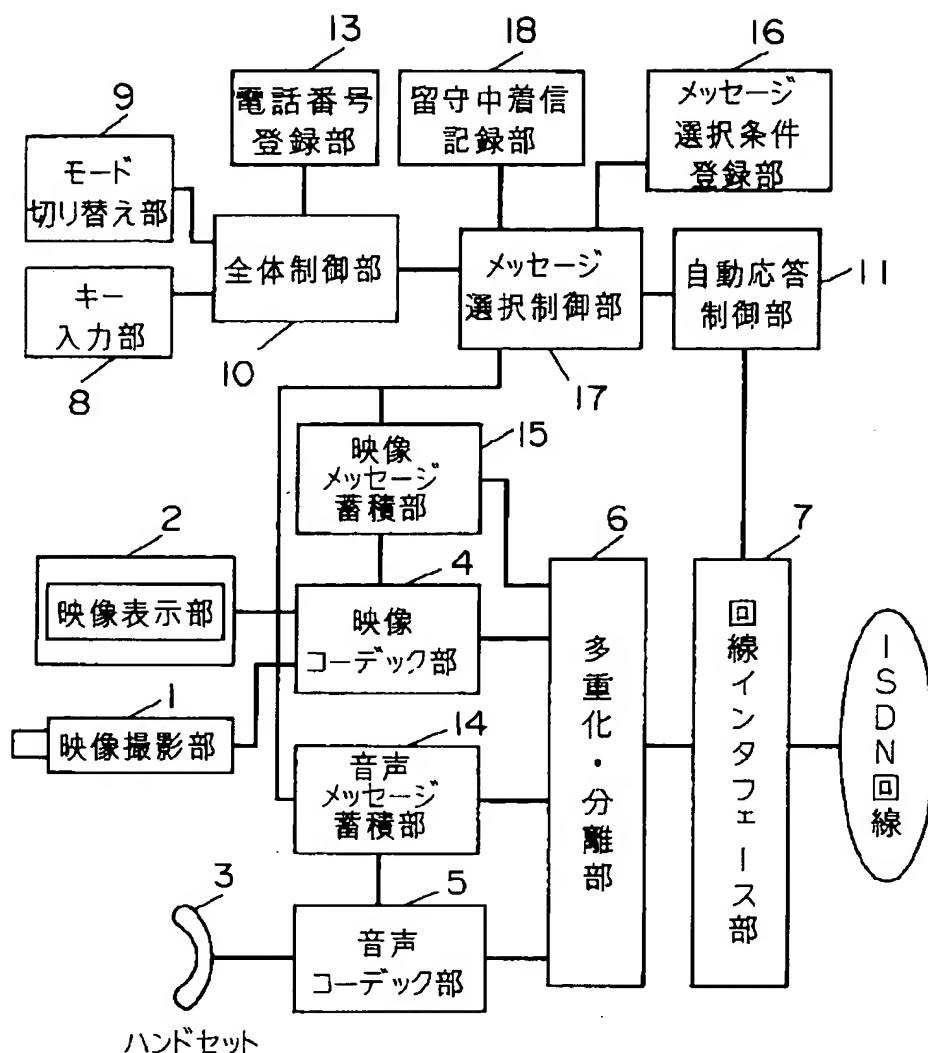 13
電話番号
登録部
18
留守中着信
記録部
16
メッセージ
選択条件
登録部
9
モード
切り替え部
全体制御部
10
メッセージ
選択制御部
17
自動応答
制御部
11
キー
入力部
8
15
映像
メッセージ
蓄積部
2
映像表示部
4
映像
コーデック部
6
多重化・分離部
7
回線インタフェース部
ISDN回線
1
映像撮影部
14
音声
メッセージ
蓄積部
3
ハンドセット
5
音声
コーデック部